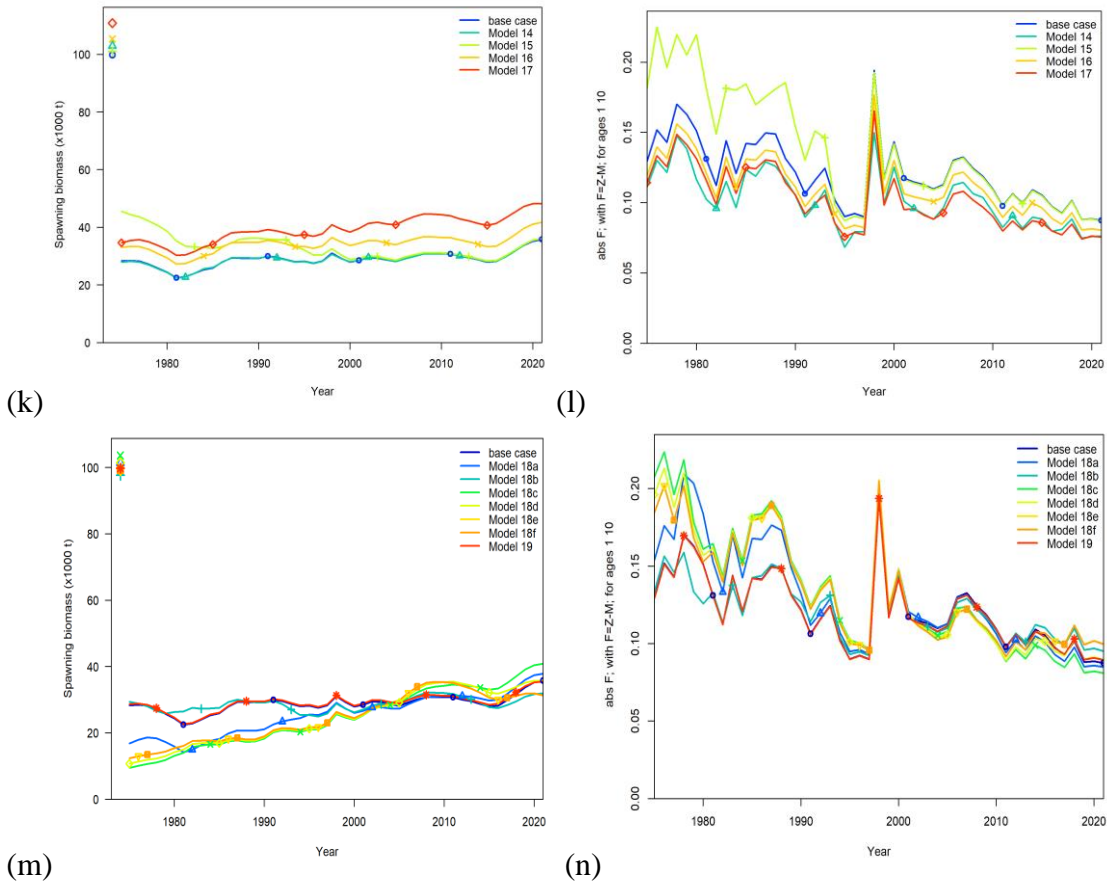 Spawning biomass (x1000 t)
100
80
60
40
20
0
1980
1990
2000
2010
2020
Year
base case
Model 14
Model 15
Model 16
Model 17
(k)
abs F; with F=Z-M; for ages 1 10
0.20
0.15
0.10
0.05
0.00
1980
1990
2000
2010
2020
Year
base case
Model 14
Model 15
Model 16
Model 17
(l)
Spawning biomass (x1000 t)
100
80
60
40
20
0
1980
1990
2000
2010
2020
Year
base case
Model 18a
Model 18b
Model 18c
Model 18d
Model 18e
Model 18f
Model 19
(m)
abs F; with F=Z-M; for ages 1 10
0.20
0.15
0.10
0.05
0.00
1980
1990
2000
2010
2020
Year
base case
Model 18a
Model 18b
Model 18c
Model 18d
Model 18e
Model 18f
Model 19
(n)